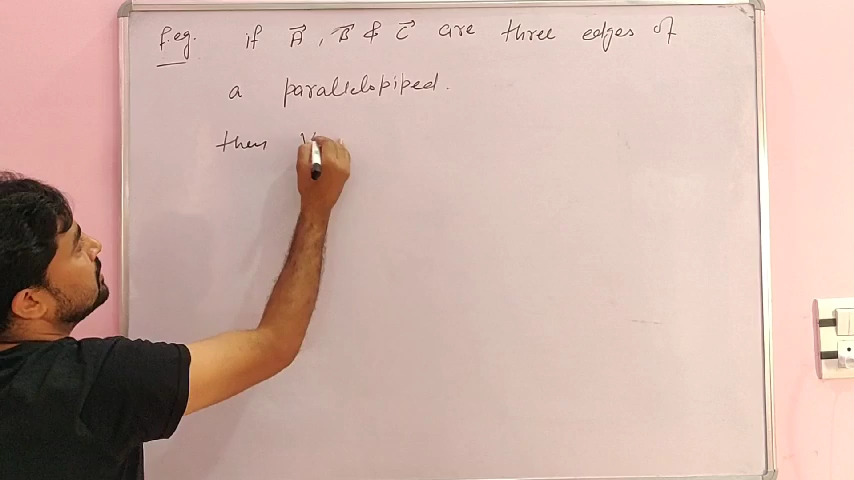 f.eg. if A⃗, B⃗ & C⃗ are three edges of
a parallelopiped.
then